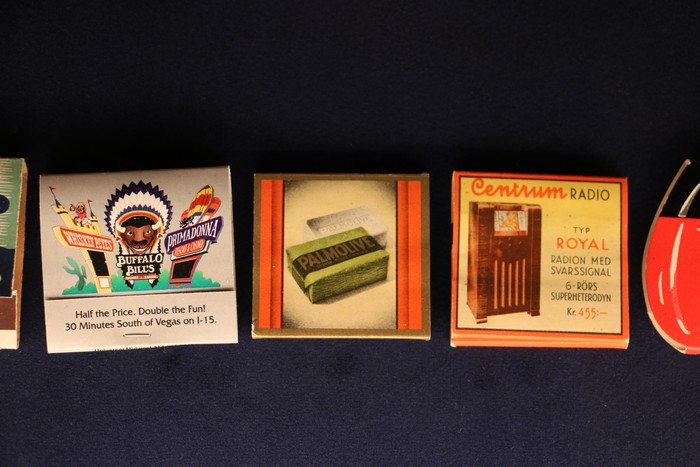 WHISKEY PETE'S
BUFFALO
BILL'S
PRIMADONNA
Half the Price. Double the Fun!
30 Minutes South of Vegas on I-15.
PALMOLIVE
Centrum RADIO
TYP
ROYAL
RADION MED
SVARSSIGNAL
6-RÖRS
SUPERHETERODYN
Kr. 455:-